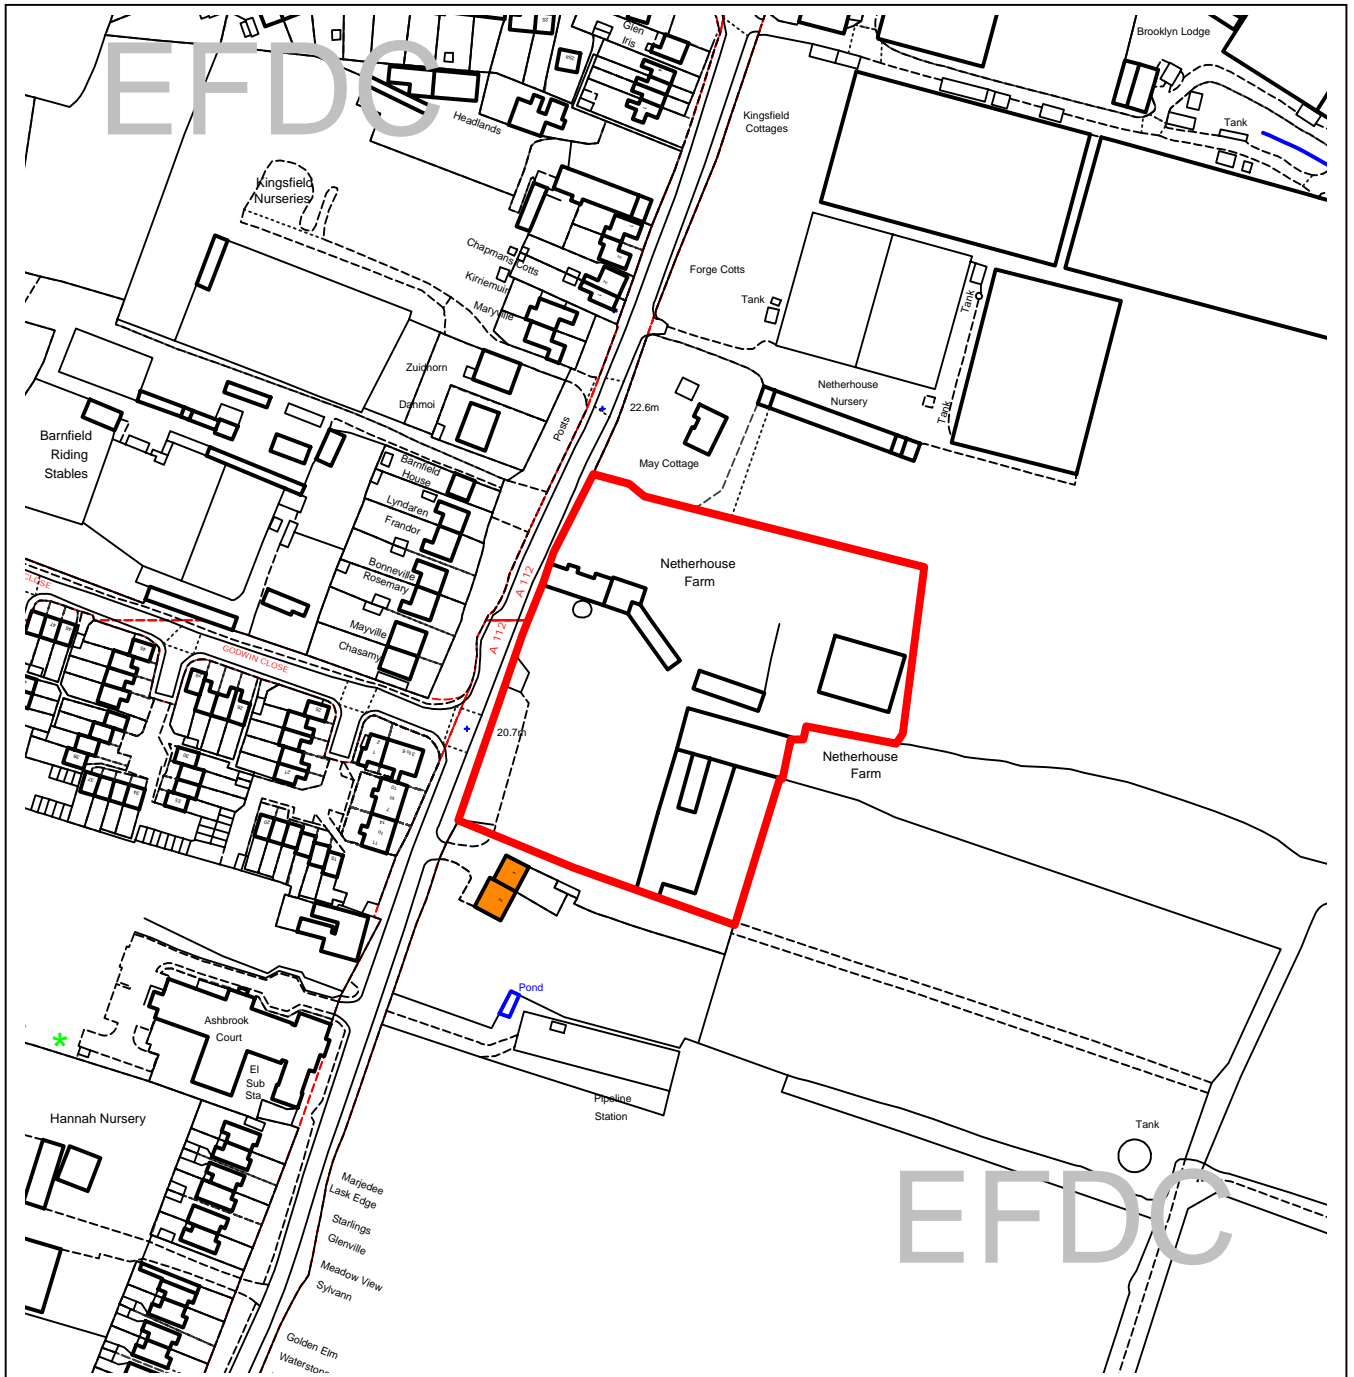 EFDC
Glen
Iris
Brooklyn Lodge
Headlands
Kingsfield
Cottages
Tank
Kingsfield
Nurseries
Chapmans Cotts
Kirriemuir
Maryville
Forge Cotts
Tank
Tank
Zuidhorn
Danmoi
Netherhouse
Nursery
Tank
22.6m
Posts
May Cottage
Barnfield
Riding
Stables
Barnfield
House
Lyndaren
Frandor
Bonneville
Rosemary
Mayville
Chasamy
A 112
A 112
Netherhouse
Farm
CLOSE
GODWIN CLOSE
20.7m
Netherhouse
Farm
Pond
Ashbrook
Court
El
Sub
Sta
*
Hannah Nursery
Pipeline
Station
Tank
EFDC
Marjedee
Lask Edge
Starlings
Glenville
Meadow View
Sylvann
Golden Elm